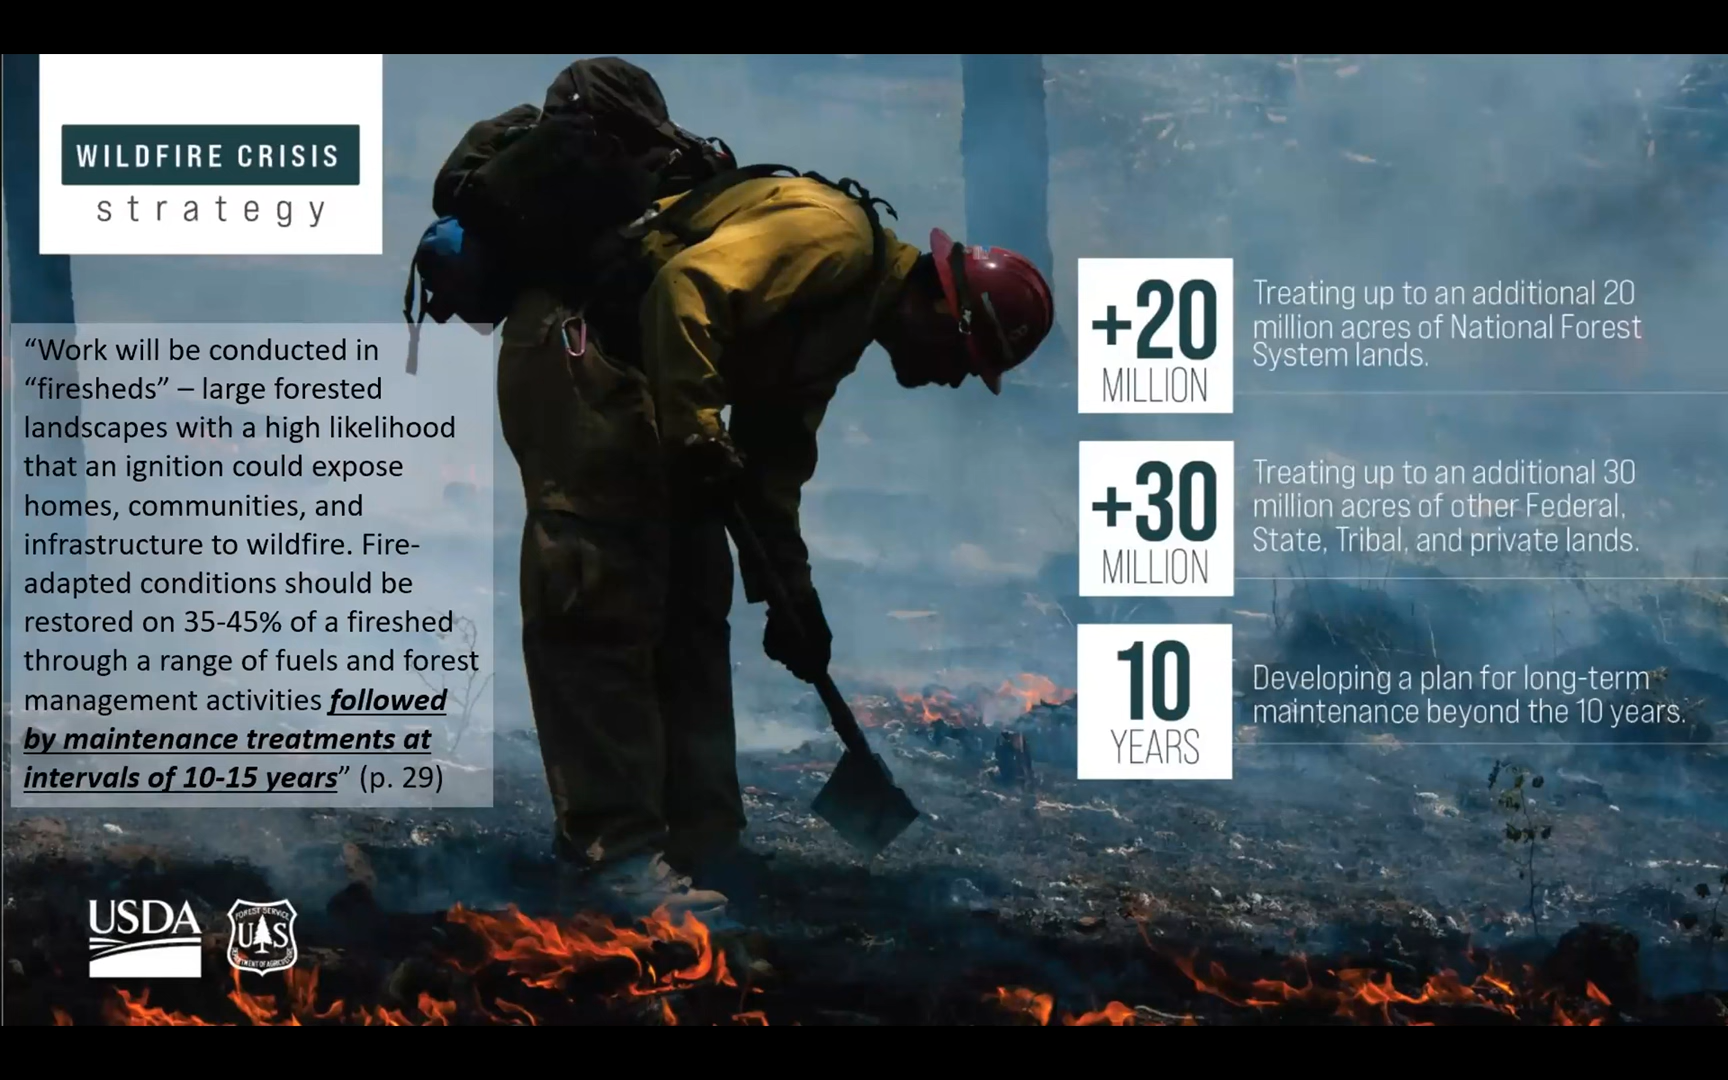 WILDFIRE CRISIS
strategy
“Work will be conducted in
“firesheds” – large forested
landscapes with a high likelihood
that an ignition could expose
homes, communities, and
infrastructure to wildfire. Fire-
adapted conditions should be
restored on 35-45% of a fireshed
through a range of fuels and forest
management activities followed
by maintenance treatments at
intervals of 10-15 years” (p. 29)
+20
MILLION
Treating up to an additional 20
million acres of National Forest
System lands.
+30
MILLION
Treating up to an additional 30
million acres of other Federal,
State, Tribal, and private lands.
10
YEARS
Developing a plan for long-term
maintenance beyond the 10 years.
USDA
FOREST SERVICE
U S
DEPARTMENT OF AGRICULTURE